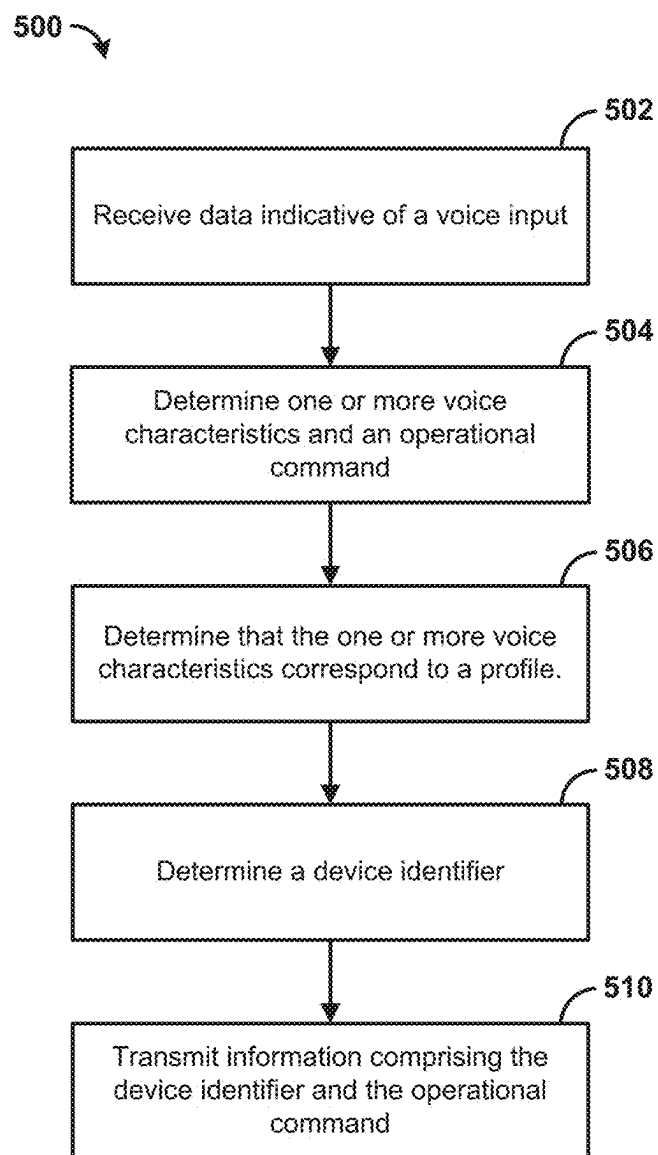 500
502
Receive data indicative of a voice input
504
Determine one or more voice
characteristics and an operational
command
506
Determine that the one or more voice
characteristics correspond to a profile.
508
Determine a device identifier
510
Transmit information comprising the
device identifier and the operational
command